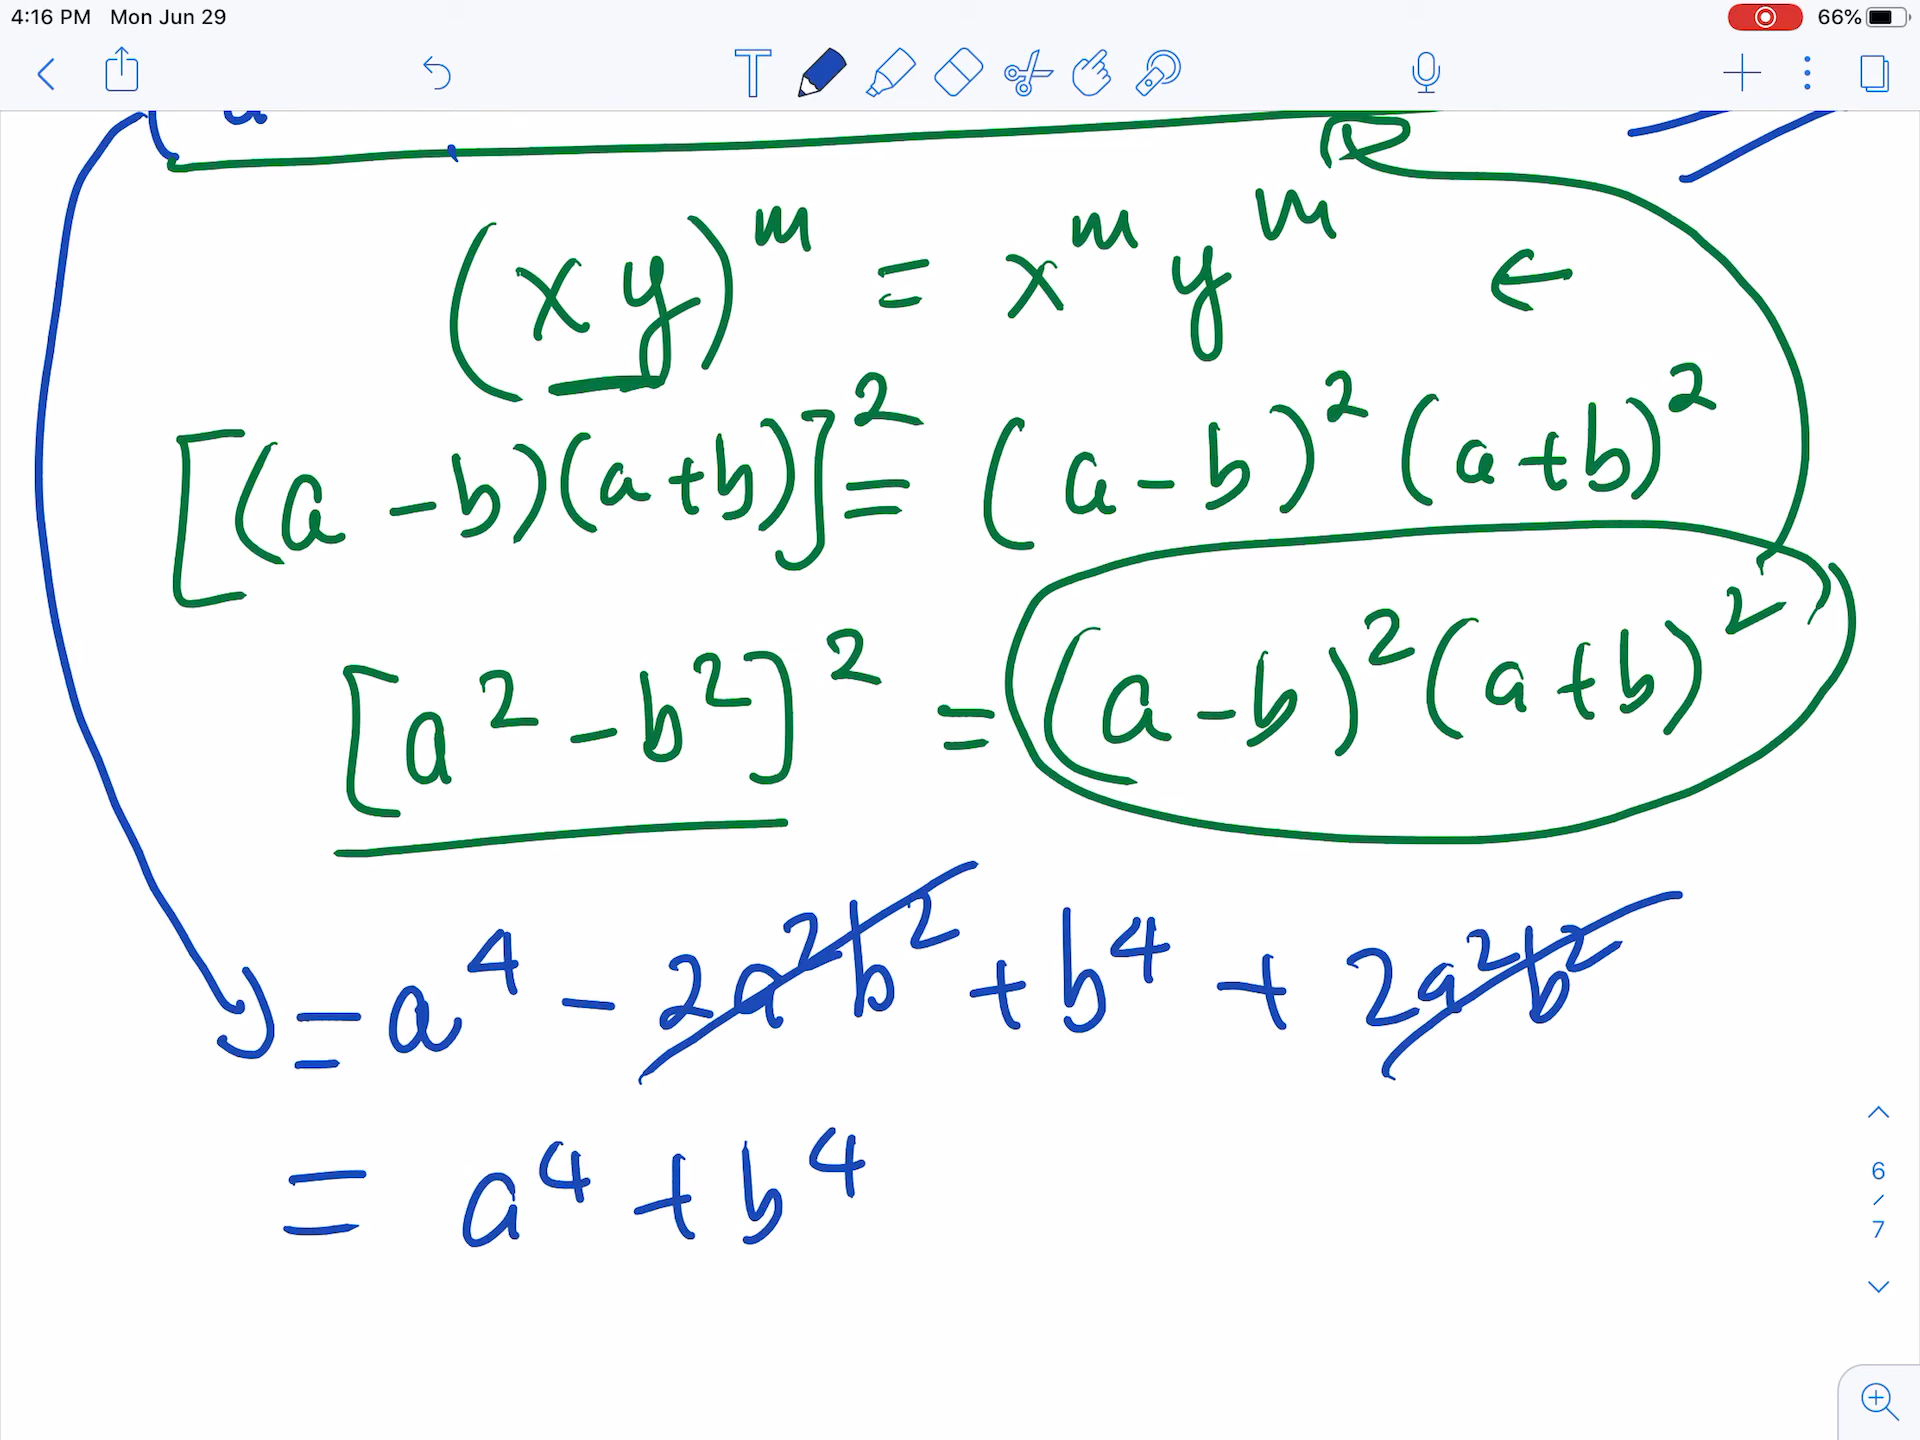 4:16 PM Mon Jun 29
66%
T
(xy)^m = x^m y^m ←
[(a - b)(a + b)]^2 = (a - b)^2 (a + b)^2
[a^2 - b^2]^2 = (a - b)^2 (a + b)^2
= a^4 - 2a^2b^2 + b^4 + 2a^2b^2
= a^4 + b^4
6
/
7